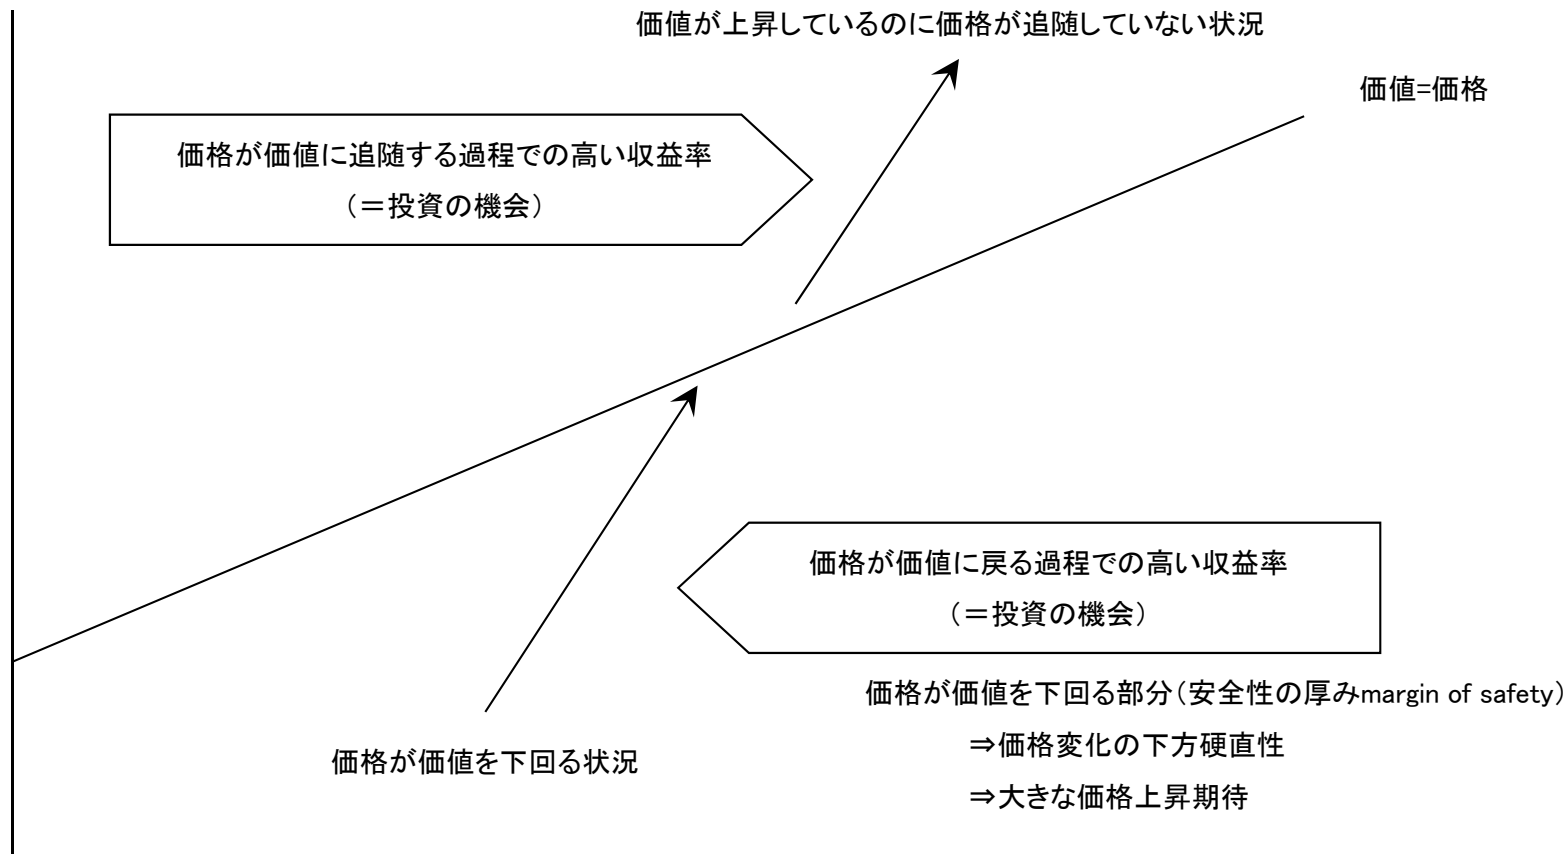 価値が上昇しているのに価格が追随していない状況
価値=価格
価格が価値に追随する過程での高い収益率
（＝投資の機会）
価格が価値に戻る過程での高い収益率
（＝投資の機会）
価格が価値を下回る部分（安全性の厚みmargin of safety）
⇒価格変化の下方硬直性
⇒大きな価格上昇期待
価格が価値を下回る状況